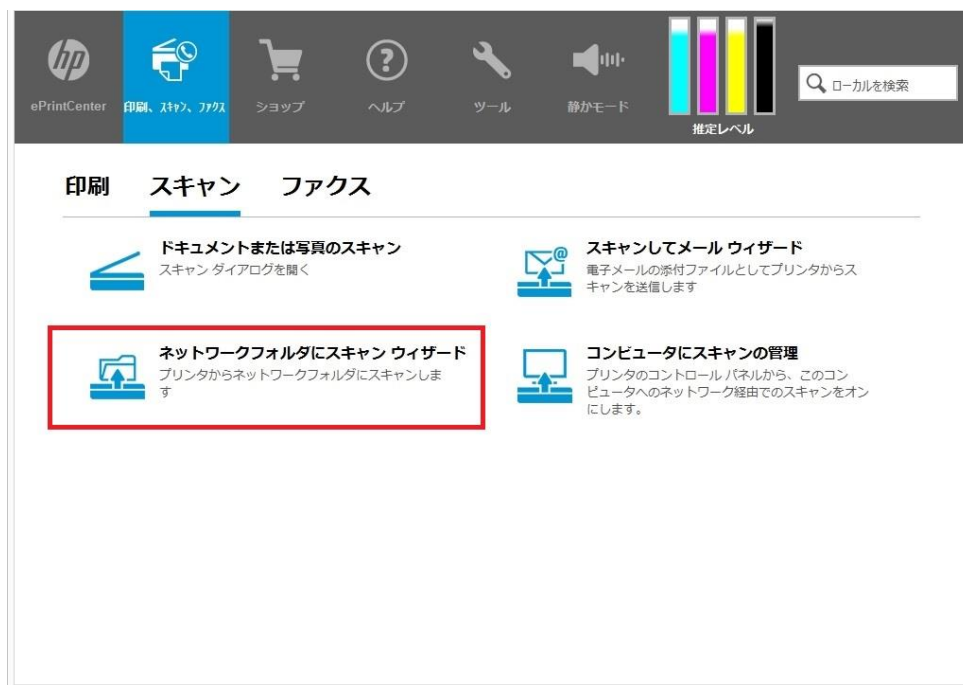 hp
ePrintCenter
印刷、スキャン、ファクス
ショップ
ヘルプ
ツール
静かモード
推定レベル
ローカルを検索
印刷
スキャン
ファクス
ドキュメントまたは写真のスキャン
スキャン ダイアログを開く
スキャンしてメール ウィザード
電子メールの添付ファイルとしてプリンタからス
キャンを送信します
ネットワークフォルダにスキャン ウィザード
プリンタからネットワークフォルダにスキャンしま
す
コンピュータにスキャンの管理
プリンタのコントロール パネルから、このコン
ピュータへのネットワーク経由でのスキャンをオン
にします。